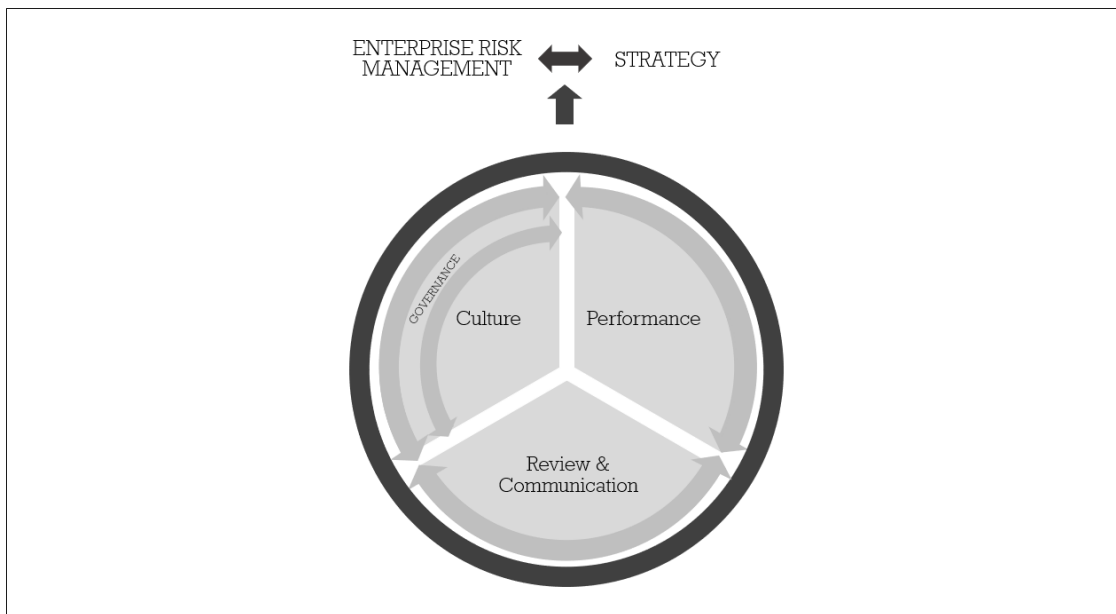 ENTERPRISE RISK
MANAGEMENT
STRATEGY
GOVERNANCE
Culture
Performance
Review &
Communication